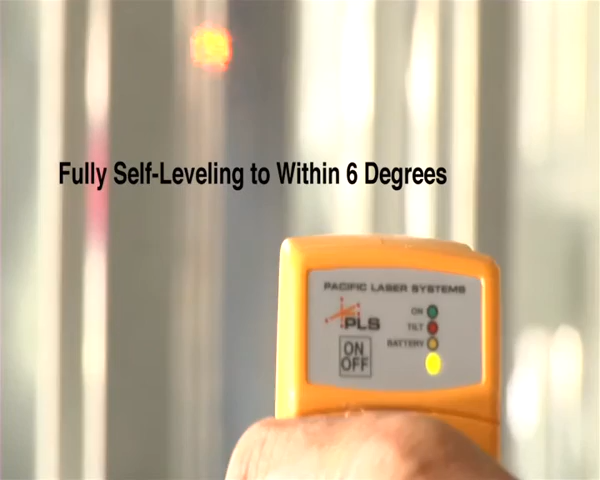 Fully Self-Leveling to Within 6 Degrees
PACIFIC LASER SYSTEMS
PLS
ON
TILT
BATTERY
ON
OFF